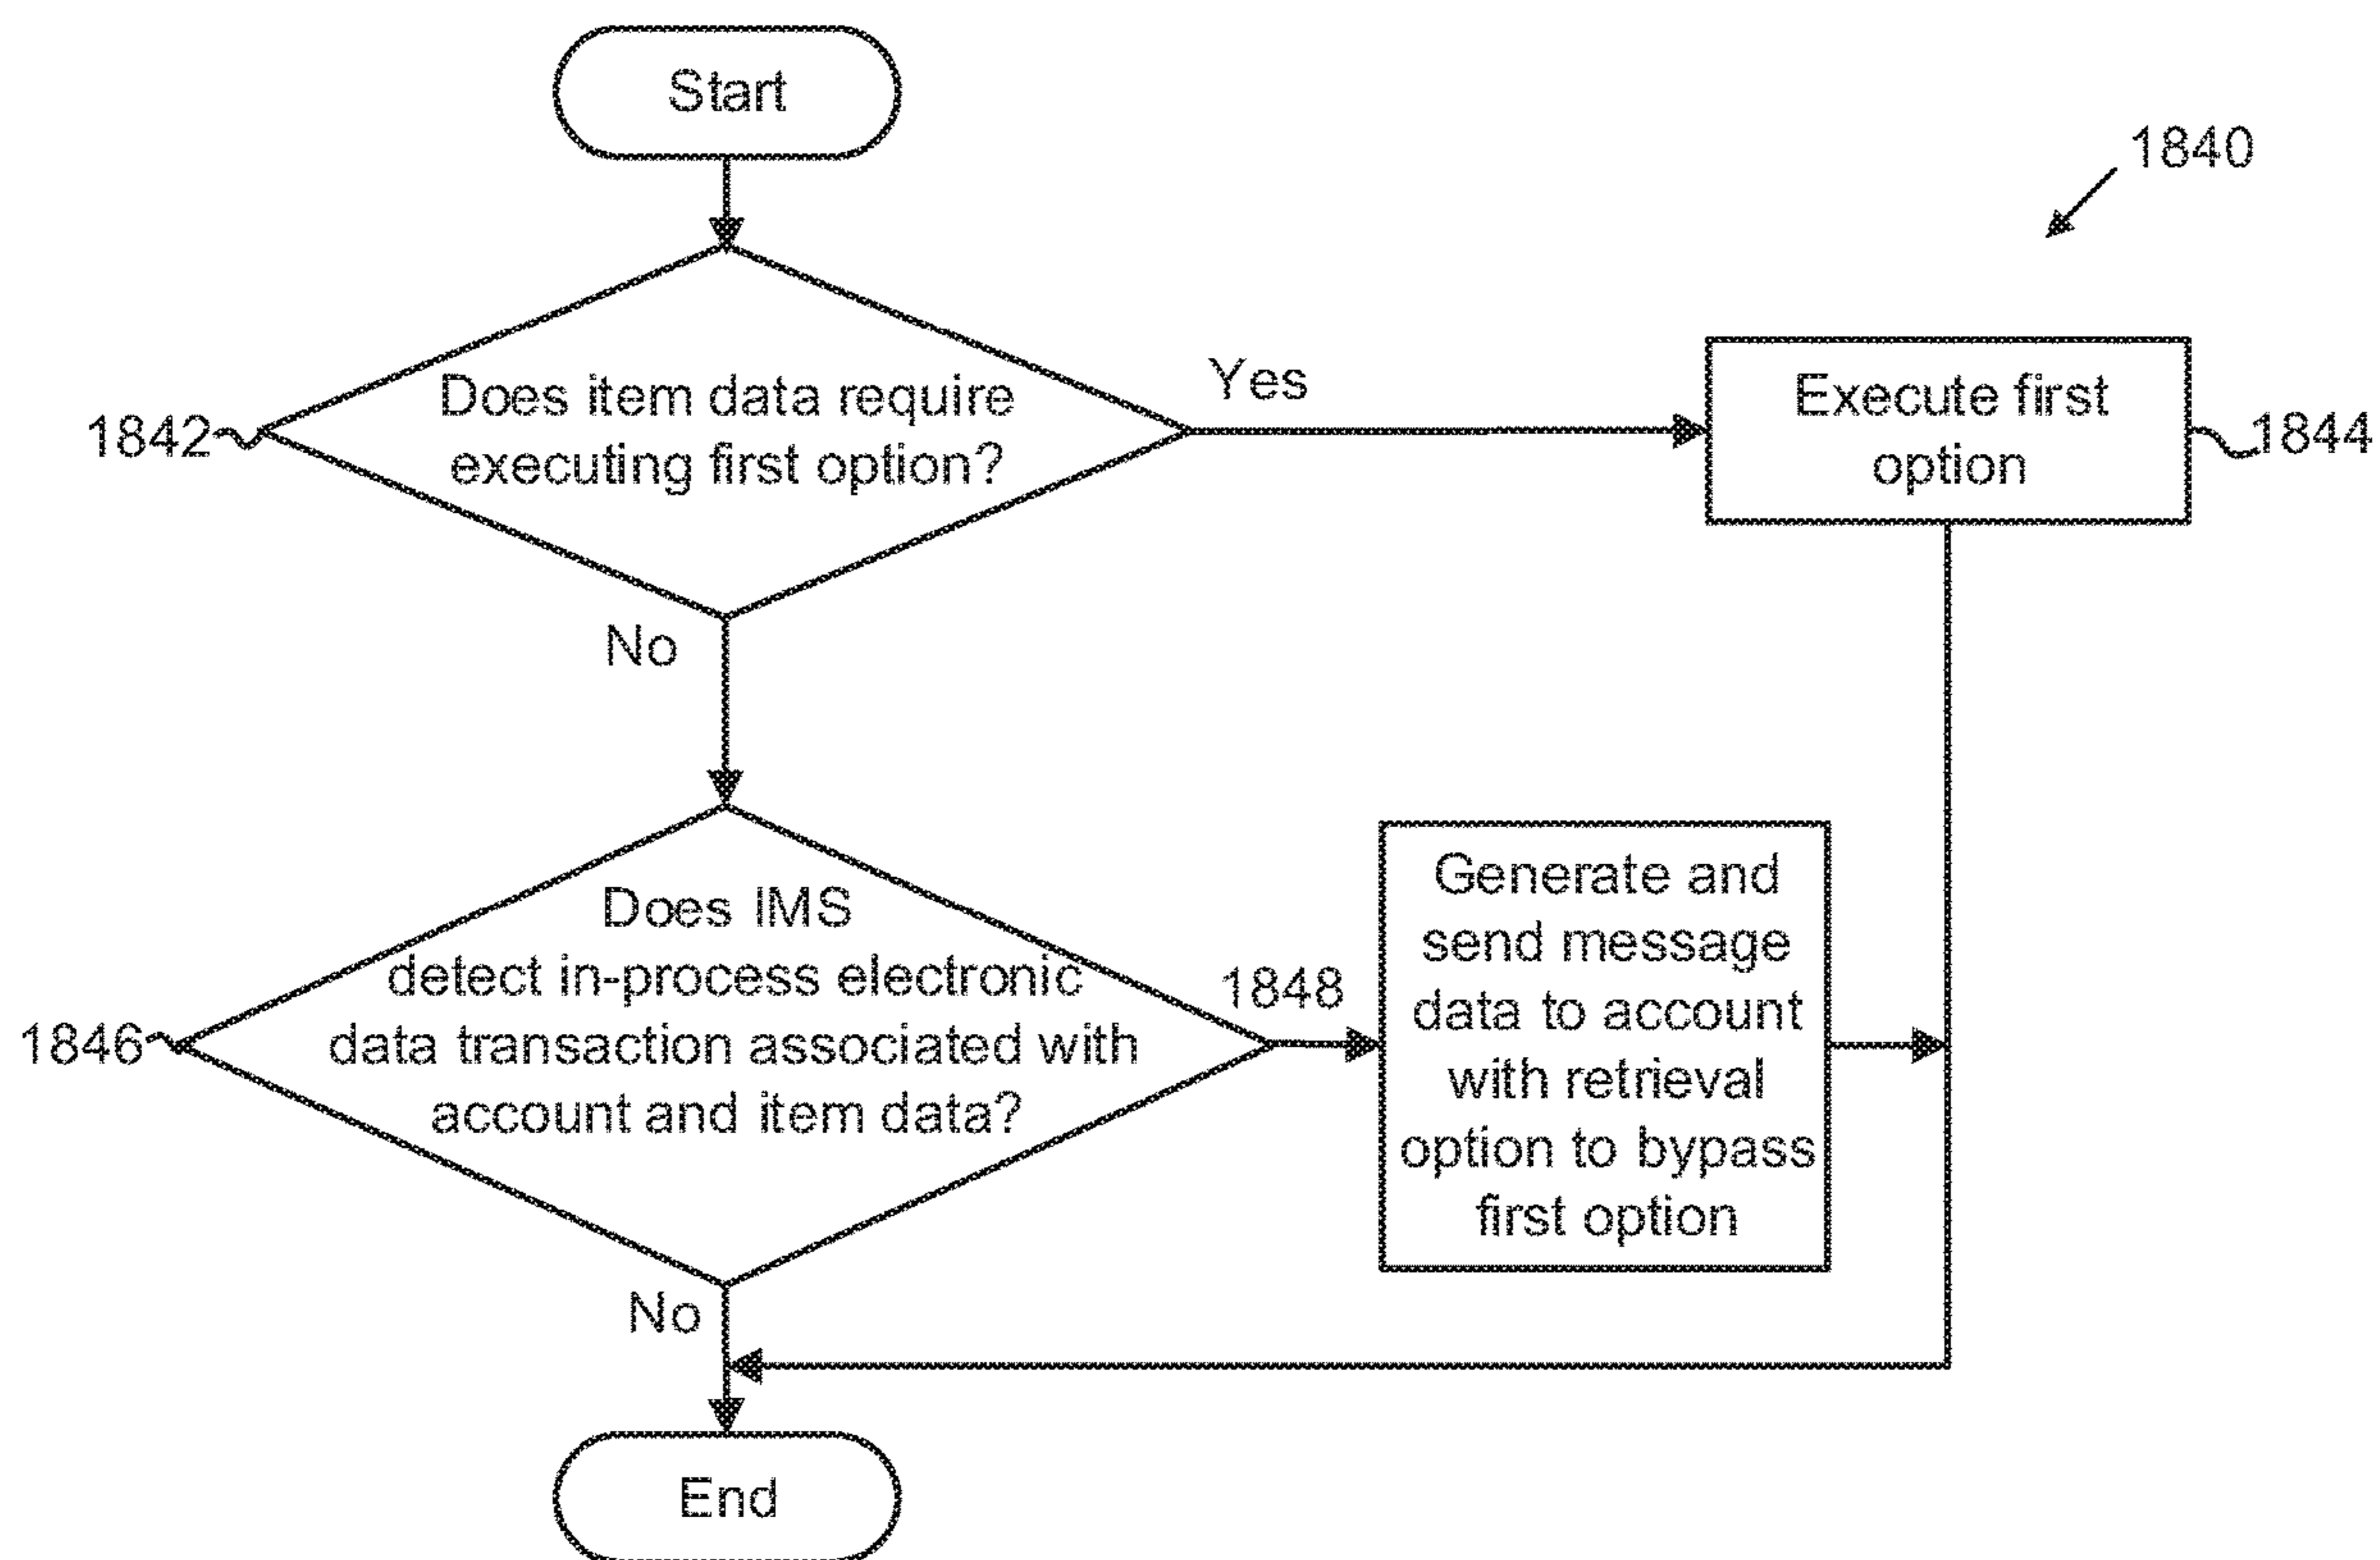 Start
1840
Does item data require
executing first option?
Yes
Execute first
option
1842
1844
No
Does IMS
detect in-process electronic
data transaction associated with
account and item data?
1846
1848
Generate and
send message
data to account
with retrieval
option to bypass
first option
No
End